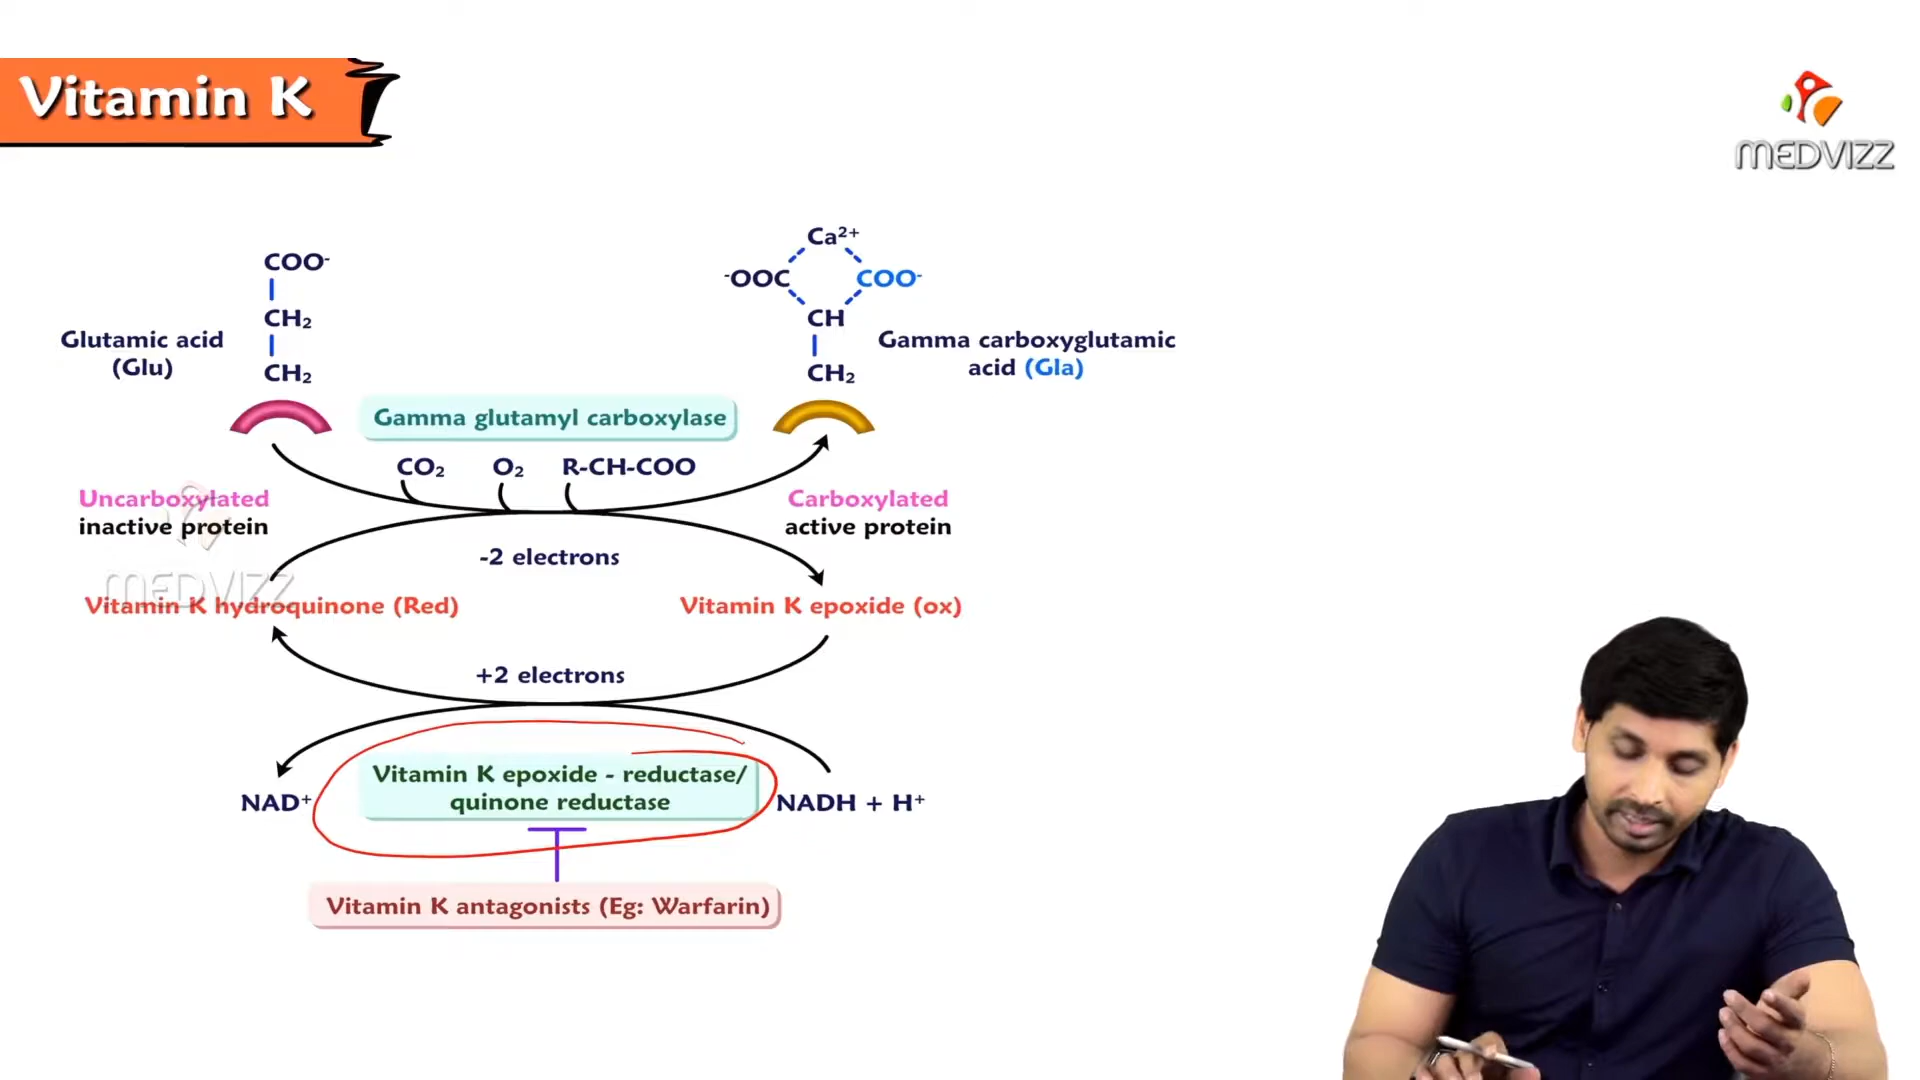 Vitamin K
MEDVIZZ
Ca²⁺
COO⁻
⁻OOC
COO⁻
CH₂
CH
Glutamic acid
(Glu)
Gamma carboxyglutamic
acid (Gla)
CH₂
CH₂
Gamma glutamyl carboxylase
CO₂
O₂
R-CH-COO
Uncarboxylated
inactive protein
Carboxylated
active protein
-2 electrons
MEDVIZZ
Vitamin K hydroquinone (Red)
Vitamin K epoxide (ox)
+2 electrons
Vitamin K epoxide - reductase/
quinone reductase
NAD⁺
NADH + H⁺
Vitamin K antagonists (Eg: Warfarin)